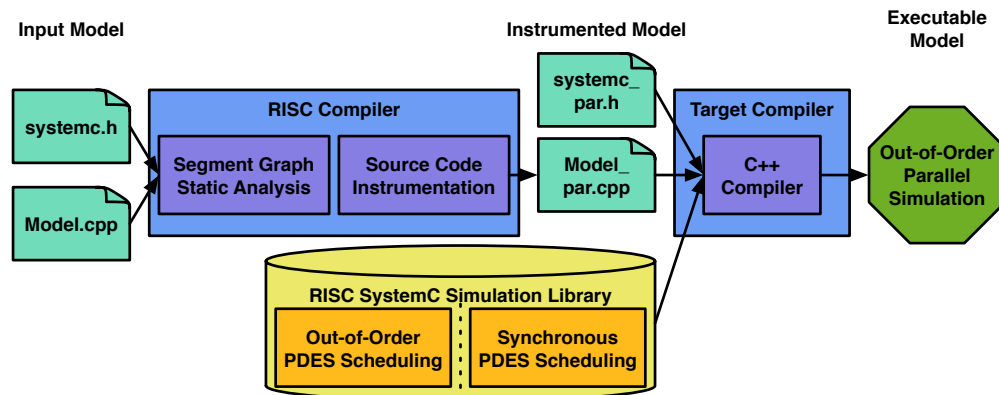 Input Model
Instrumented Model
Executable
Model
systemc.h
Model.cpp
RISC Compiler
Segment Graph
Static Analysis
Source Code
Instrumentation
systemc_
par.h
Model_
par.cpp
Target Compiler
C++
Compiler
Out-of-Order
Parallel
Simulation
RISC SystemC Simulation Library
Out-of-Order
PDES Scheduling
Synchronous
PDES Scheduling